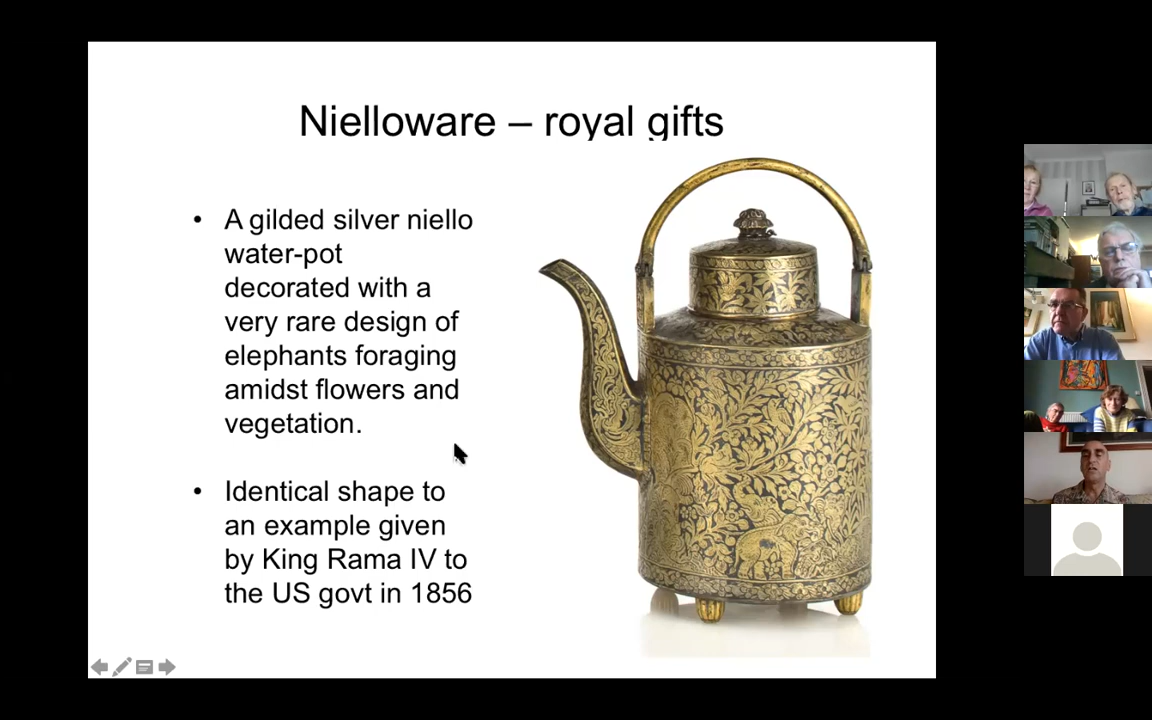 Nielloware – royal gifts
• A gilded silver niello
water-pot
decorated with a
very rare design of
elephants foraging
amidst flowers and
vegetation.
• Identical shape to
an example given
by King Rama IV to
the US govt in 1856